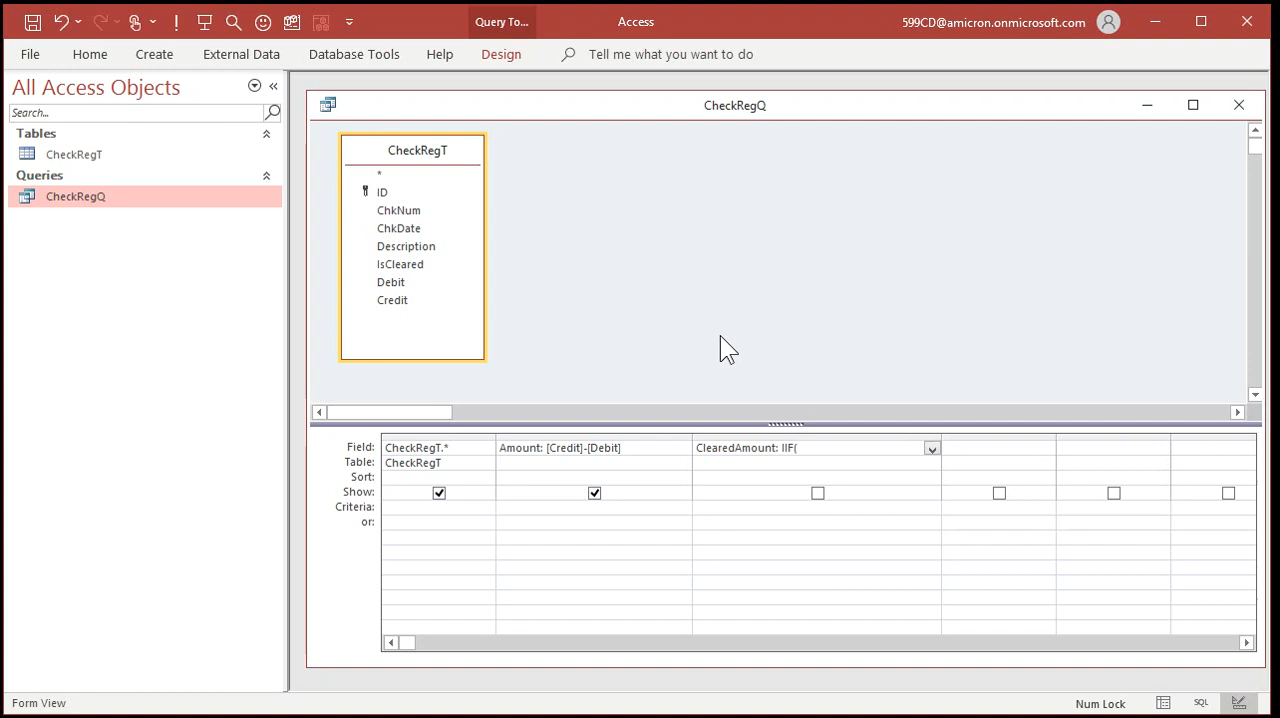 Query To...
Access
599CD@amicron.onmicrosoft.com
File
Home
Create
External Data
Database Tools
Help
Design
Tell me what you want to do
All Access Objects
Search...
Tables
CheckRegT
Queries
CheckRegQ
CheckRegQ
CheckRegT
*
ID
ChkNum
ChkDate
Description
IsCleared
Debit
Credit
Field: CheckRegT.* Amount: [Credit]-[Debit] ClearedAmount: IIF(
Table: CheckRegT
Sort:
Show:
Criteria:
or:
Form View
Num Lock
SQL